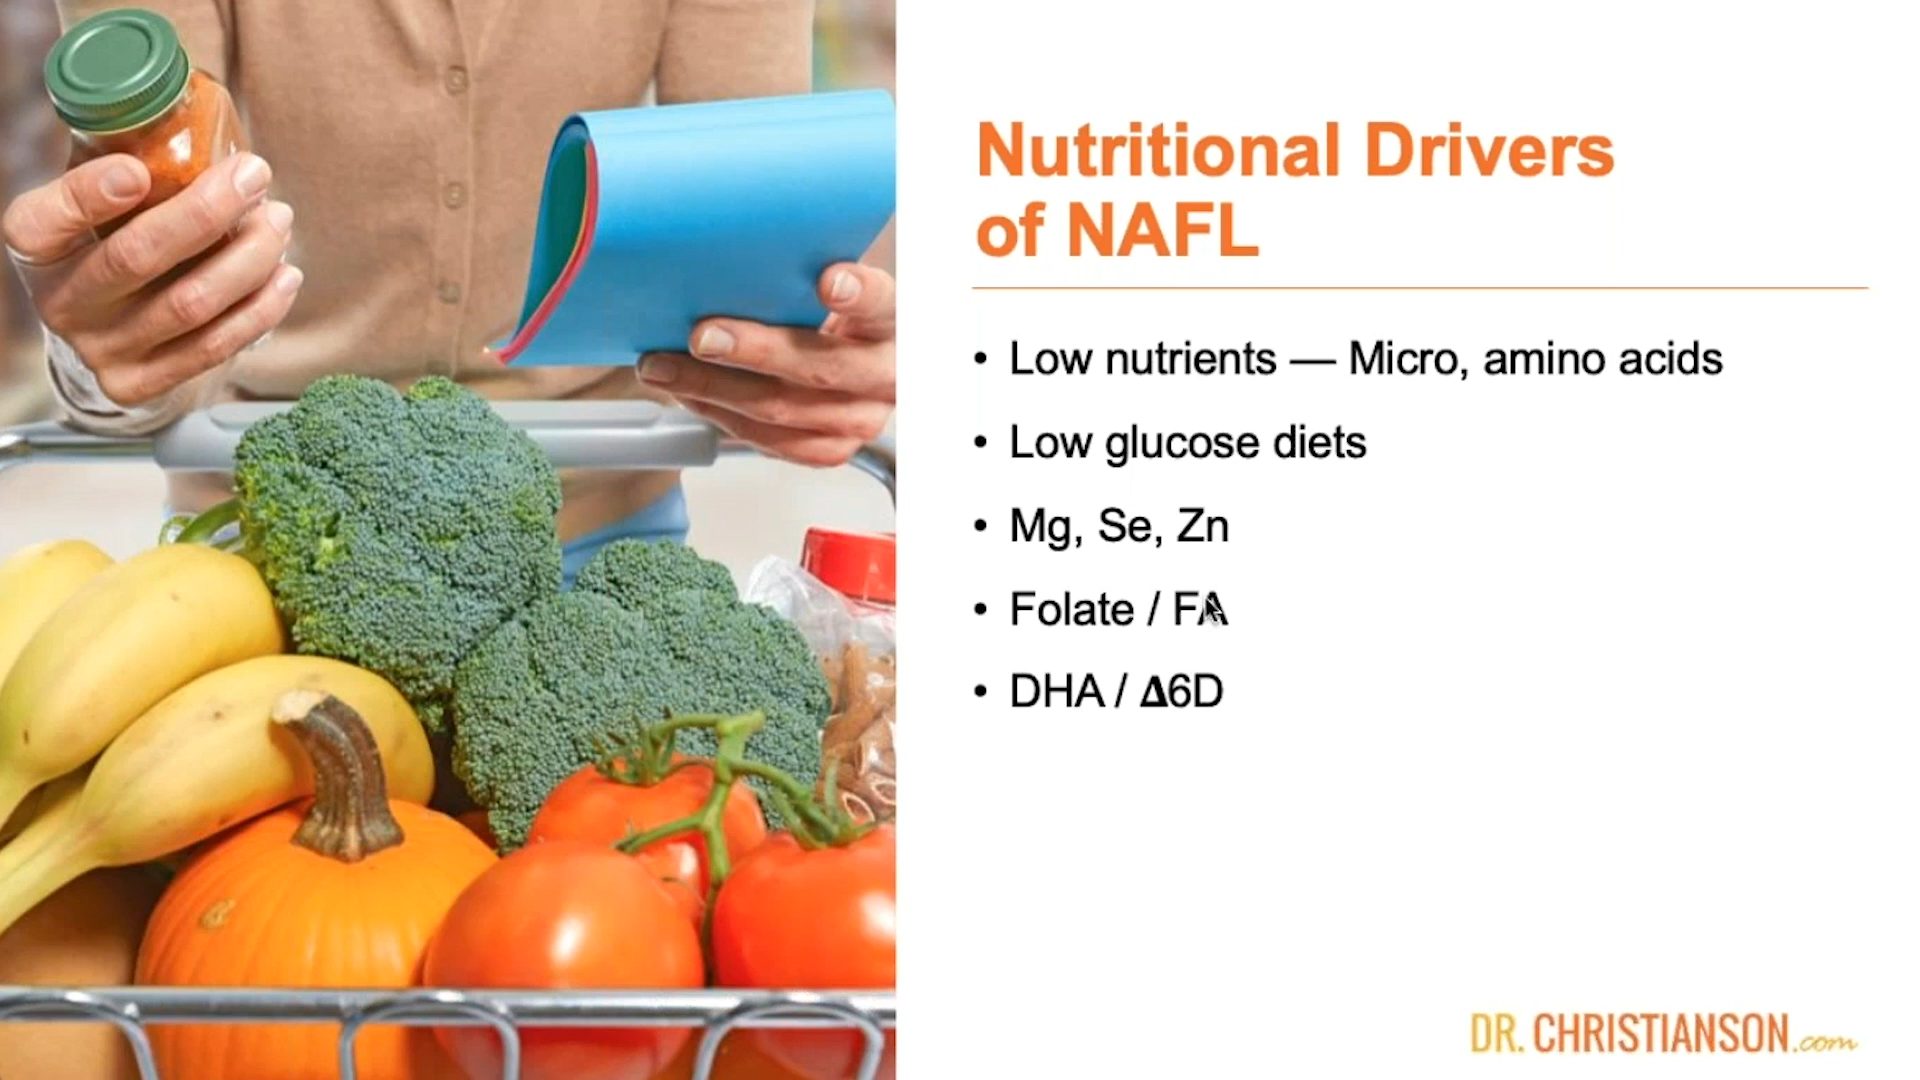 Nutritional Drivers
of NAFL
• Low nutrients — Micro, amino acids
• Low glucose diets
• Mg, Se, Zn
• Folate / FA
• DHA / Δ6D
DR. CHRISTIANSON.com